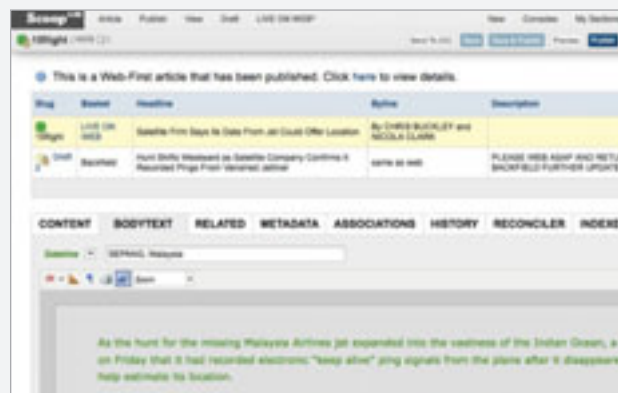 Scoop
Article Publish View Draft LIVE ON WEB
New Consoles My Sections
Preview Publish
This is a Web-First article that has been published. Click here to view details.
Slug Basket Headline Byline Description
LIVE ON WEB Satellite Firm Says Its Data From Jet Could Offer Location By CHRIS BUCKLEY and
NICOLA CLARK
Draft Backfield Hunt Shifts Westward as Satellite Company Confirms It
Recorded Pings From Vanished Jetliner same as web PLEASE WEB ASAP AND
BACKFIELD FURTHER
CONTENT BODYTEXT RELATED METADATA ASSOCIATIONS HISTORY RECONCILER
Dateline SEPANG, Malaysia
As the hunt for the missing Malaysia Airlines jet expanded into the vastness of the Indian Ocean, a
on Friday that it had recorded electronic "keep alive" ping signals from the plane after it
help estimate its location.